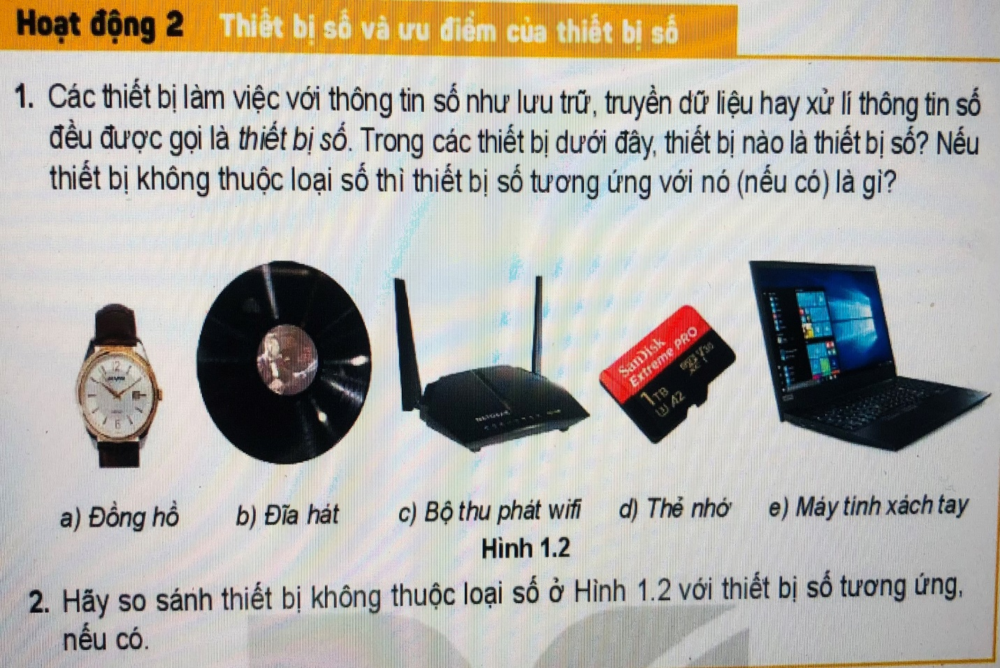 Hoạt động 2 Thiết bị số và ưu điểm của thiết bị số
1. Các thiết bị làm việc với thông tin số như lưu trữ, truyền dữ liệu hay xử lí thông tin số
đều được gọi là thiết bị số. Trong các thiết bị dưới đây, thiết bị nào là thiết bị số? Nếu
thiết bị không thuộc loại số thì thiết bị số tương ứng với nó (nếu có) là gì?
SanDisk
Extreme PRO
1TB
A2
V30
NETGEAR
12
6
a) Đồng hồ b) Đĩa hát c) Bộ thu phát wifi d) Thẻ nhớ e) Máy tính xách tay
Hình 1.2
2. Hãy so sánh thiết bị không thuộc loại số ở Hình 1.2 với thiết bị số tương ứng,
nếu có.